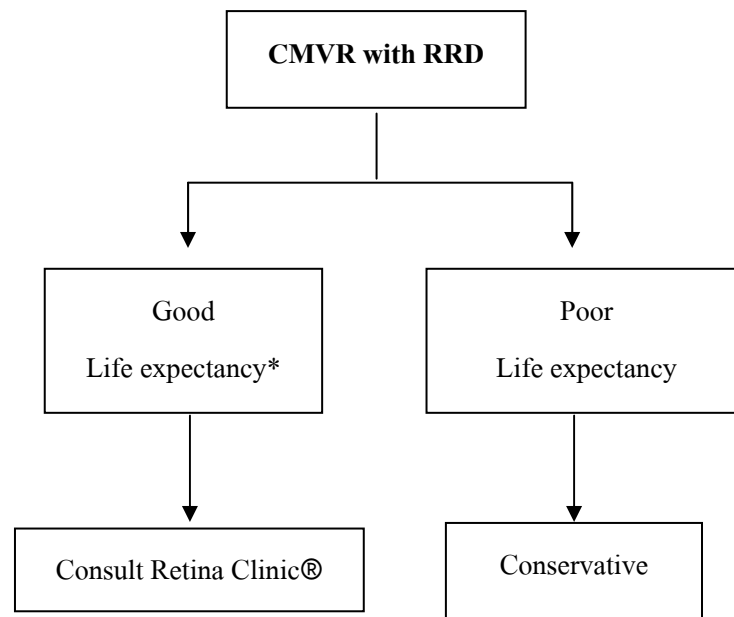 CMVR with RRD
Good
Life expectancy*
Poor
Life expectancy
Consult Retina Clinic®
Conservative